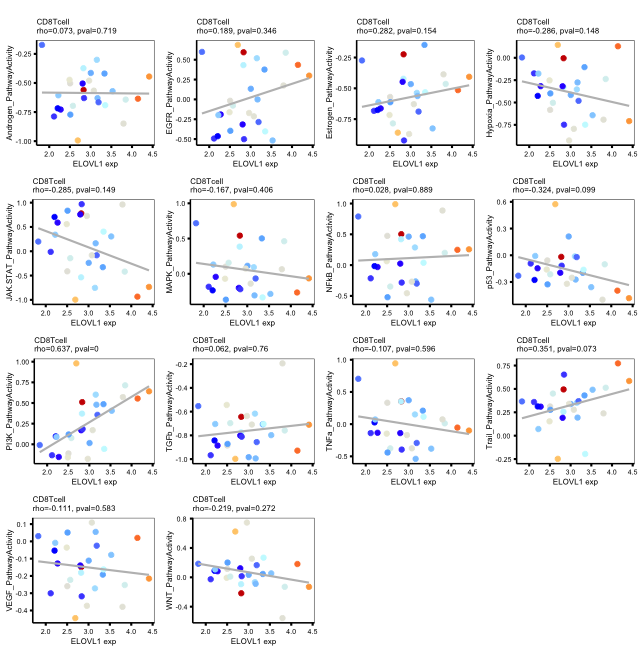 CD8Tcell
rho=0.073, pval=0.719
Androgen_PathwayActivity
-0.25
-0.50
-0.75
-1.00
2.0 2.5 3.0 3.5 4.0 4.5
ELOVL1 exp
CD8Tcell
rho=0.189, pval=0.346
EGFR_PathwayActivity
0.50
0.25
0.00
-0.25
-0.50
2.0 2.5 3.0 3.5 4.0 4.5
ELOVL1 exp
CD8Tcell
rho=0.282, pval=0.154
Estrogen_PathwayActivity
-0.25
-0.50
-0.75
2.0 2.5 3.0 3.5 4.0 4.5
ELOVL1 exp
CD8Tcell
rho=-0.286, pval=0.148
Hypoxia_PathwayActivity
0.00
-0.25
-0.50
-0.75
2.0 2.5 3.0 3.5 4.0 4.5
ELOVL1 exp
CD8Tcell
rho=-0.285, pval=0.149
JAK.STAT_PathwayActivity
1.0
0.5
0.0
-0.5
-1.0
2.0 2.5 3.0 3.5 4.0 4.5
ELOVL1 exp
CD8Tcell
rho=-0.167, pval=0.406
MAPK_PathwayActivity
1.0
0.5
0.0
2.0 2.5 3.0 3.5 4.0 4.5
ELOVL1 exp
CD8Tcell
rho=0.028, pval=0.889
NFkB_PathwayActivity
1.0
0.5
0.0
-0.5
2.0 2.5 3.0 3.5 4.0 4.5
ELOVL1 exp
CD8Tcell
rho=-0.324, pval=0.099
p53_PathwayActivity
0.6
0.3
0.0
-0.3
2.0 2.5 3.0 3.5 4.0 4.5
ELOVL1 exp
CD8Tcell
rho=0.637, pval=0
PI3K_PathwayActivity
1.00
0.75
0.50
0.25
0.00
2.0 2.5 3.0 3.5 4.0 4.5
ELOVL1 exp
CD8Tcell
rho=0.062, pval=0.76
TGFb_PathwayActivity
-0.2
-0.4
-0.6
-0.8
-1.0
2.0 2.5 3.0 3.5 4.0 4.5
ELOVL1 exp
CD8Tcell
rho=-0.107, pval=0.596
TNFa_PathwayActivity
1.0
0.5
0.0
-0.5
2.0 2.5 3.0 3.5 4.0 4.5
ELOVL1 exp
CD8Tcell
rho=0.351, pval=0.073
Trail_PathwayActivity
0.75
0.50
0.25
0.00
-0.25
2.0 2.5 3.0 3.5 4.0 4.5
ELOVL1 exp
CD8Tcell
rho=-0.111, pval=0.583
VEGF_PathwayActivity
0.1
0.0
-0.1
-0.2
-0.3
-0.4
2.0 2.5 3.0 3.5 4.0 4.5
ELOVL1 exp
CD8Tcell
rho=-0.219, pval=0.272
WNT_PathwayActivity
0.8
0.4
0.0
-0.4
2.0 2.5 3.0 3.5 4.0 4.5
ELOVL1 exp